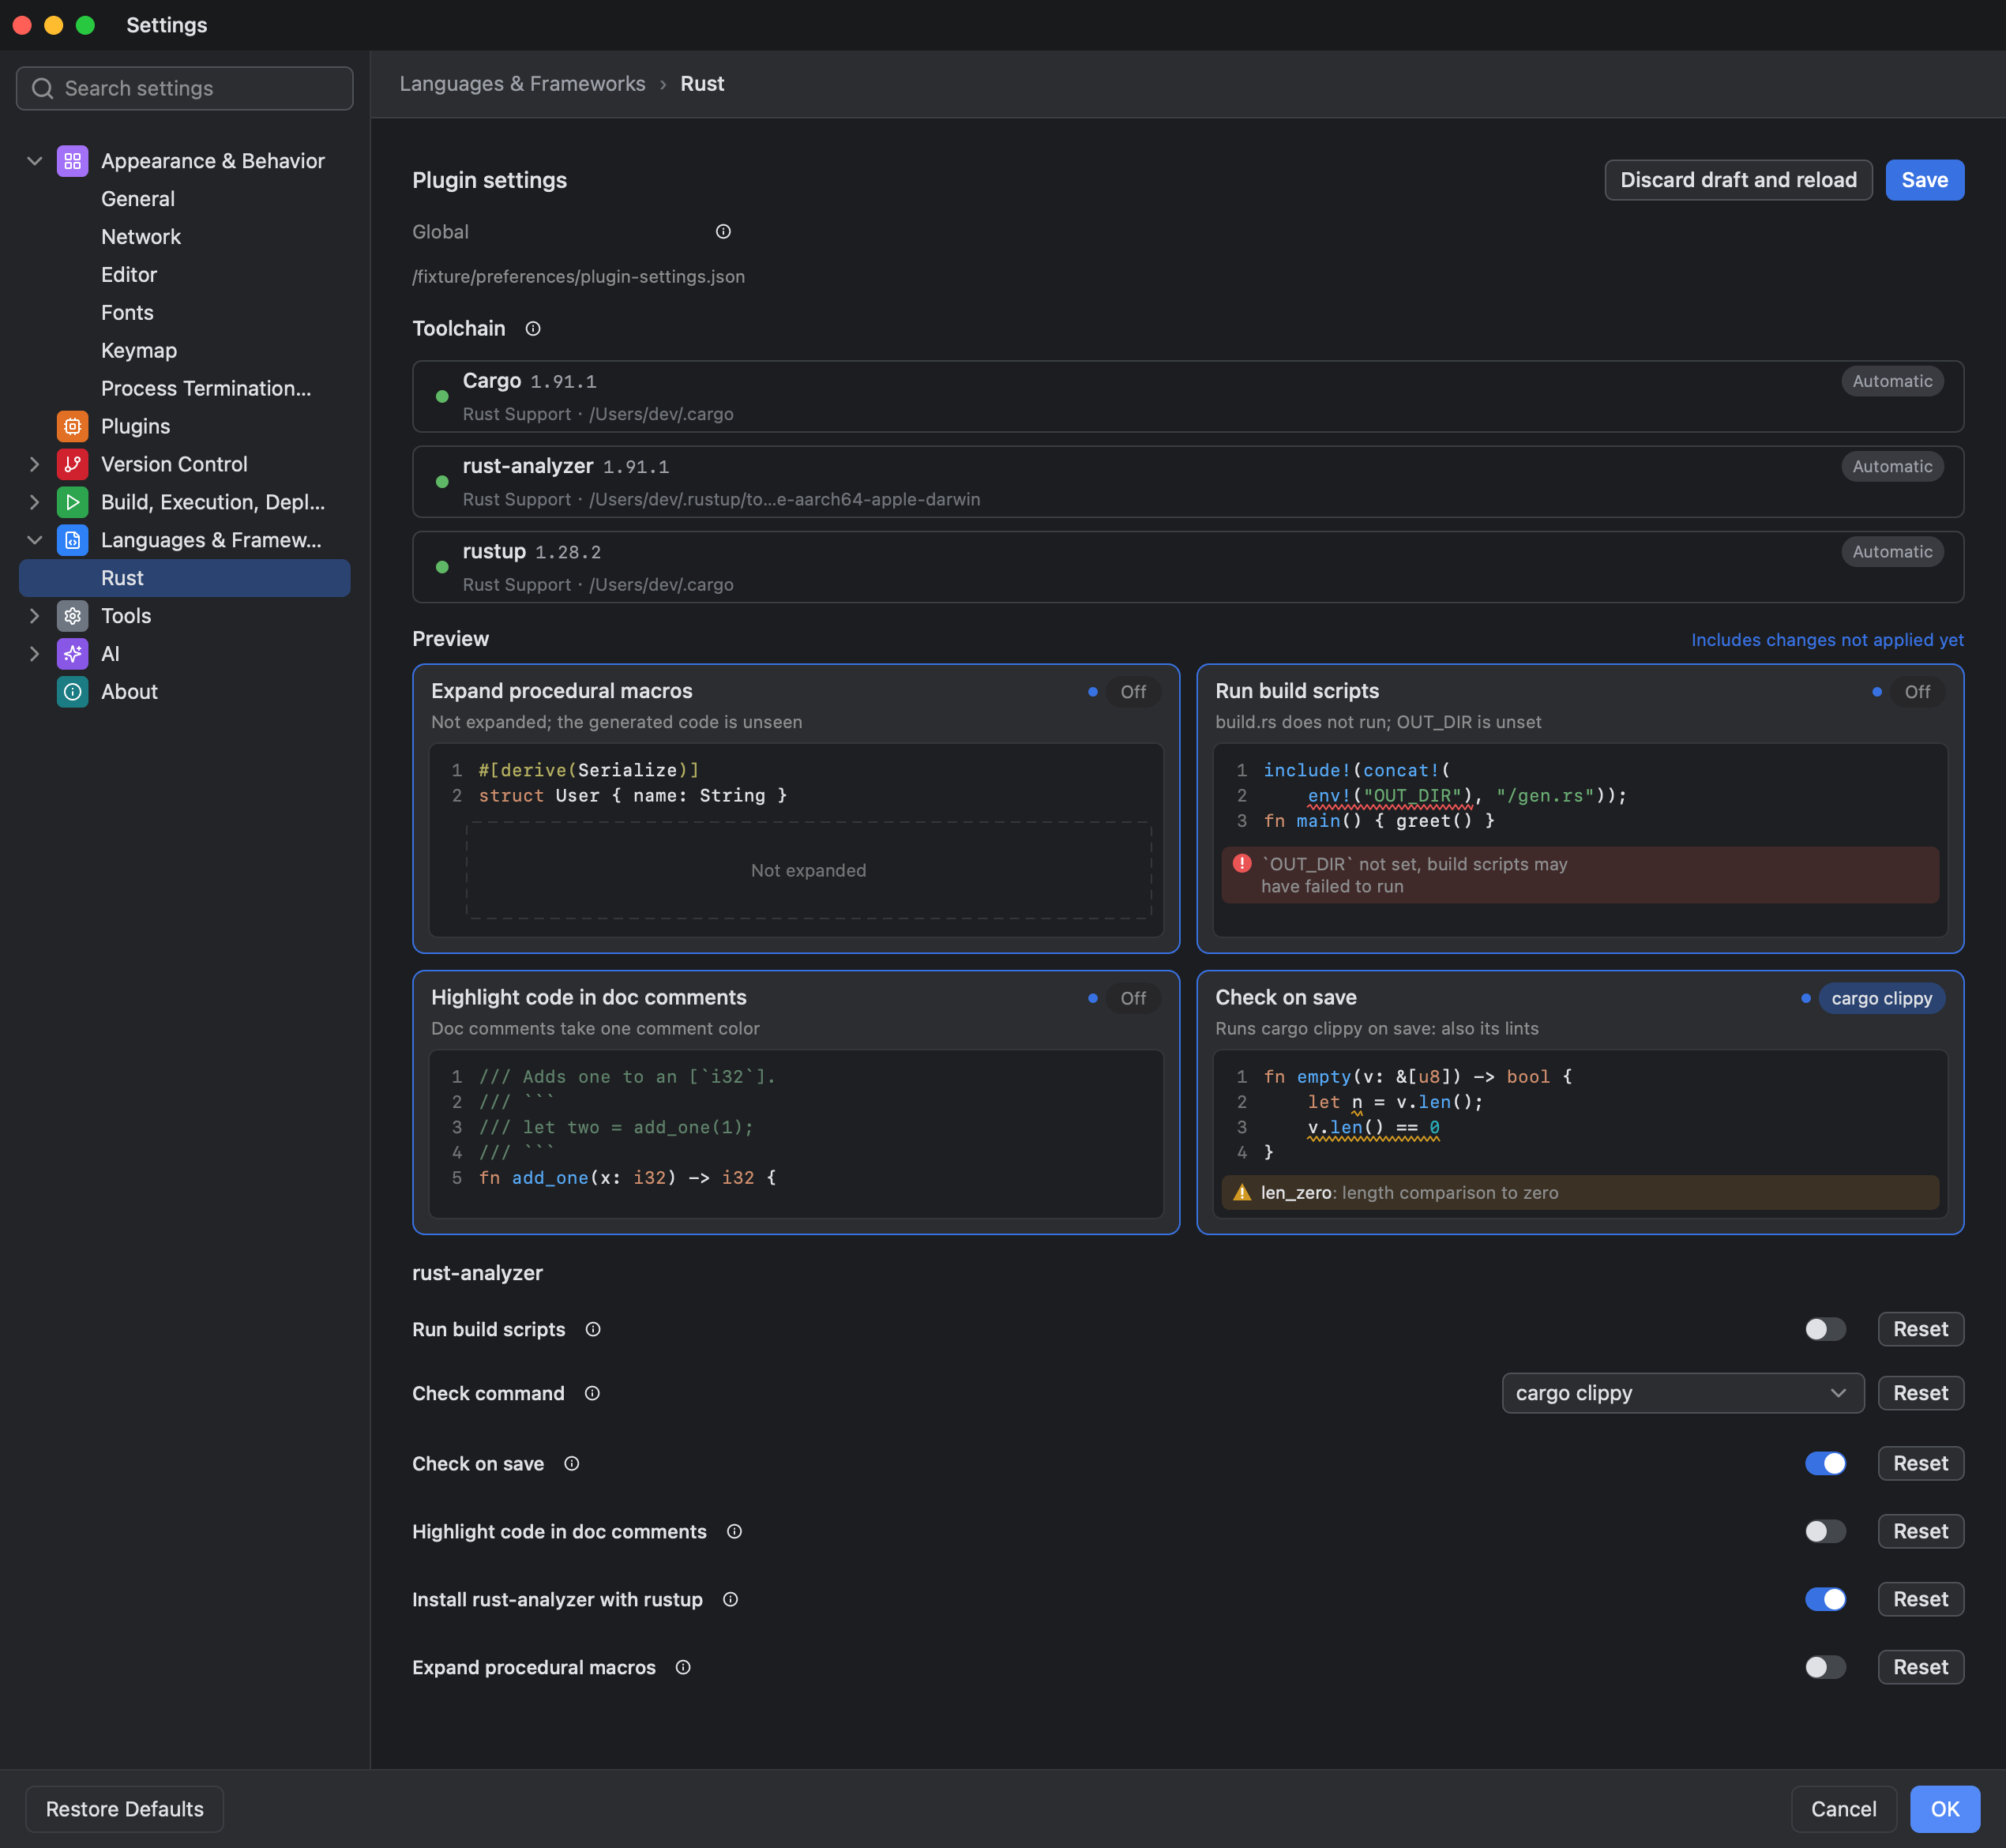 Settings
Search settings
Appearance & Behavior
General
Network
Editor
Fonts
Keymap
Process Termination...
Plugins
Version Control
Build, Execution, Depl...
Languages & Framew...
Rust
Tools
AI
About
Languages & Frameworks › Rust
Plugin settings
Discard draft and reload
Save
Global
/fixture/preferences/plugin-settings.json
Toolchain
Cargo 1.91.1
Automatic
Rust Support · /Users/dev/.cargo
rust-analyzer 1.91.1
Automatic
Rust Support · /Users/dev/.rustup/to...e-aarch64-apple-darwin
rustup 1.28.2
Automatic
Rust Support · /Users/dev/.cargo
Preview
Includes changes not applied yet
Expand procedural macros
Off
Not expanded; the generated code is unseen
1 #[derive(Serialize)]
2 struct User { name: String }
Not expanded
Run build scripts
Off
build.rs does not run; OUT_DIR is unset
1 include!(concat!(
2     env!("OUT_DIR"), "/gen.rs"));
3 fn main() { greet() }
`OUT_DIR` not set, build scripts may
have failed to run
Highlight code in doc comments
Off
Doc comments take one comment color
1 /// Adds one to an [`i32`].
2 /// ```
3 /// let two = add_one(1);
4 /// ```
5 fn add_one(x: i32) -> i32 {
Check on save
cargo clippy
Runs cargo clippy on save: also its lints
1 fn empty(v: &[u8]) -> bool {
2     let n = v.len();
3     v.len() == 0
4 }
len_zero: length comparison to zero
rust-analyzer
Run build scripts
Reset
Check command
cargo clippy
Reset
Check on save
Reset
Highlight code in doc comments
Reset
Install rust-analyzer with rustup
Reset
Expand procedural macros
Reset
Restore Defaults
Cancel
OK